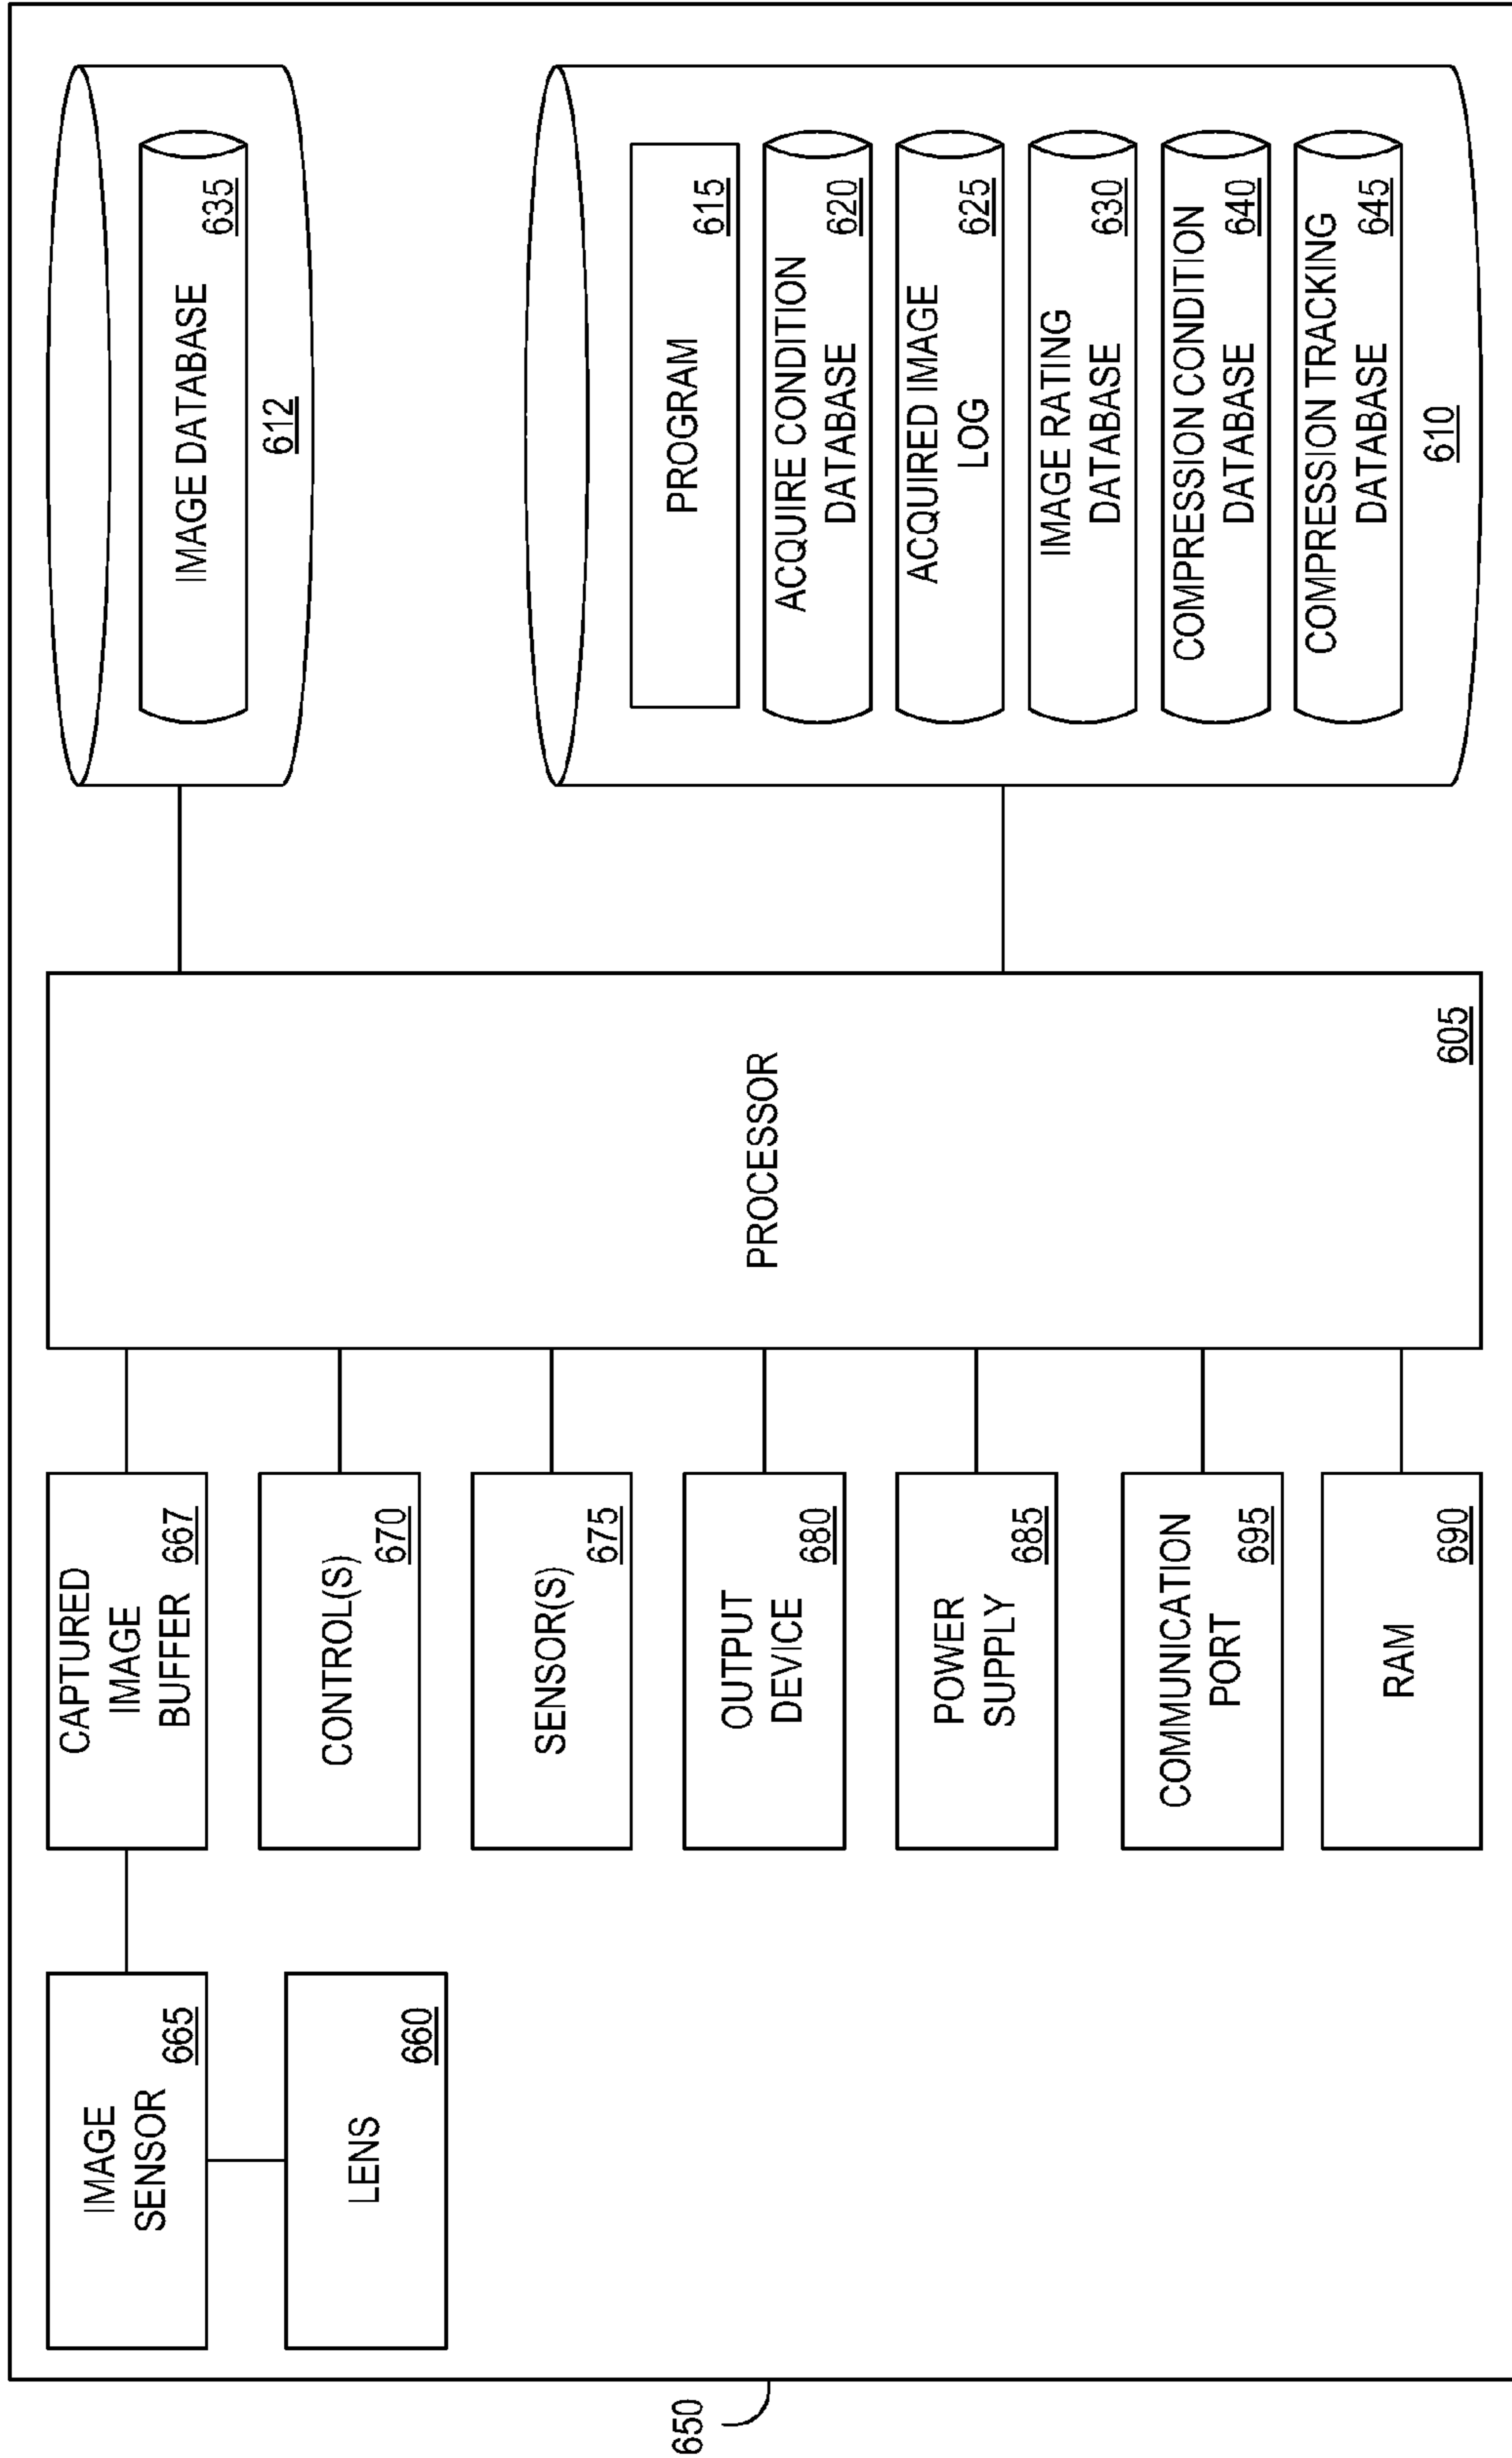 IMAGE
SENSOR
665
LENS
660
CAPTURED
IMAGE
BUFFER 667
CONTROL(S)
670
SENSOR(S)
675
OUTPUT
DEVICE
680
POWER
SUPPLY
685
COMMUNICATION
PORT
695
RAM
690
PROCESSOR
605
IMAGE DATABASE
635
612
PROGRAM
615
ACQUIRE CONDITION
DATABASE 620
ACQUIRED IMAGE
LOG 625
IMAGE RATING
DATABASE 630
COMPRESSION CONDITION
DATABASE 640
COMPRESSION TRACKING
DATABASE 645
610
650